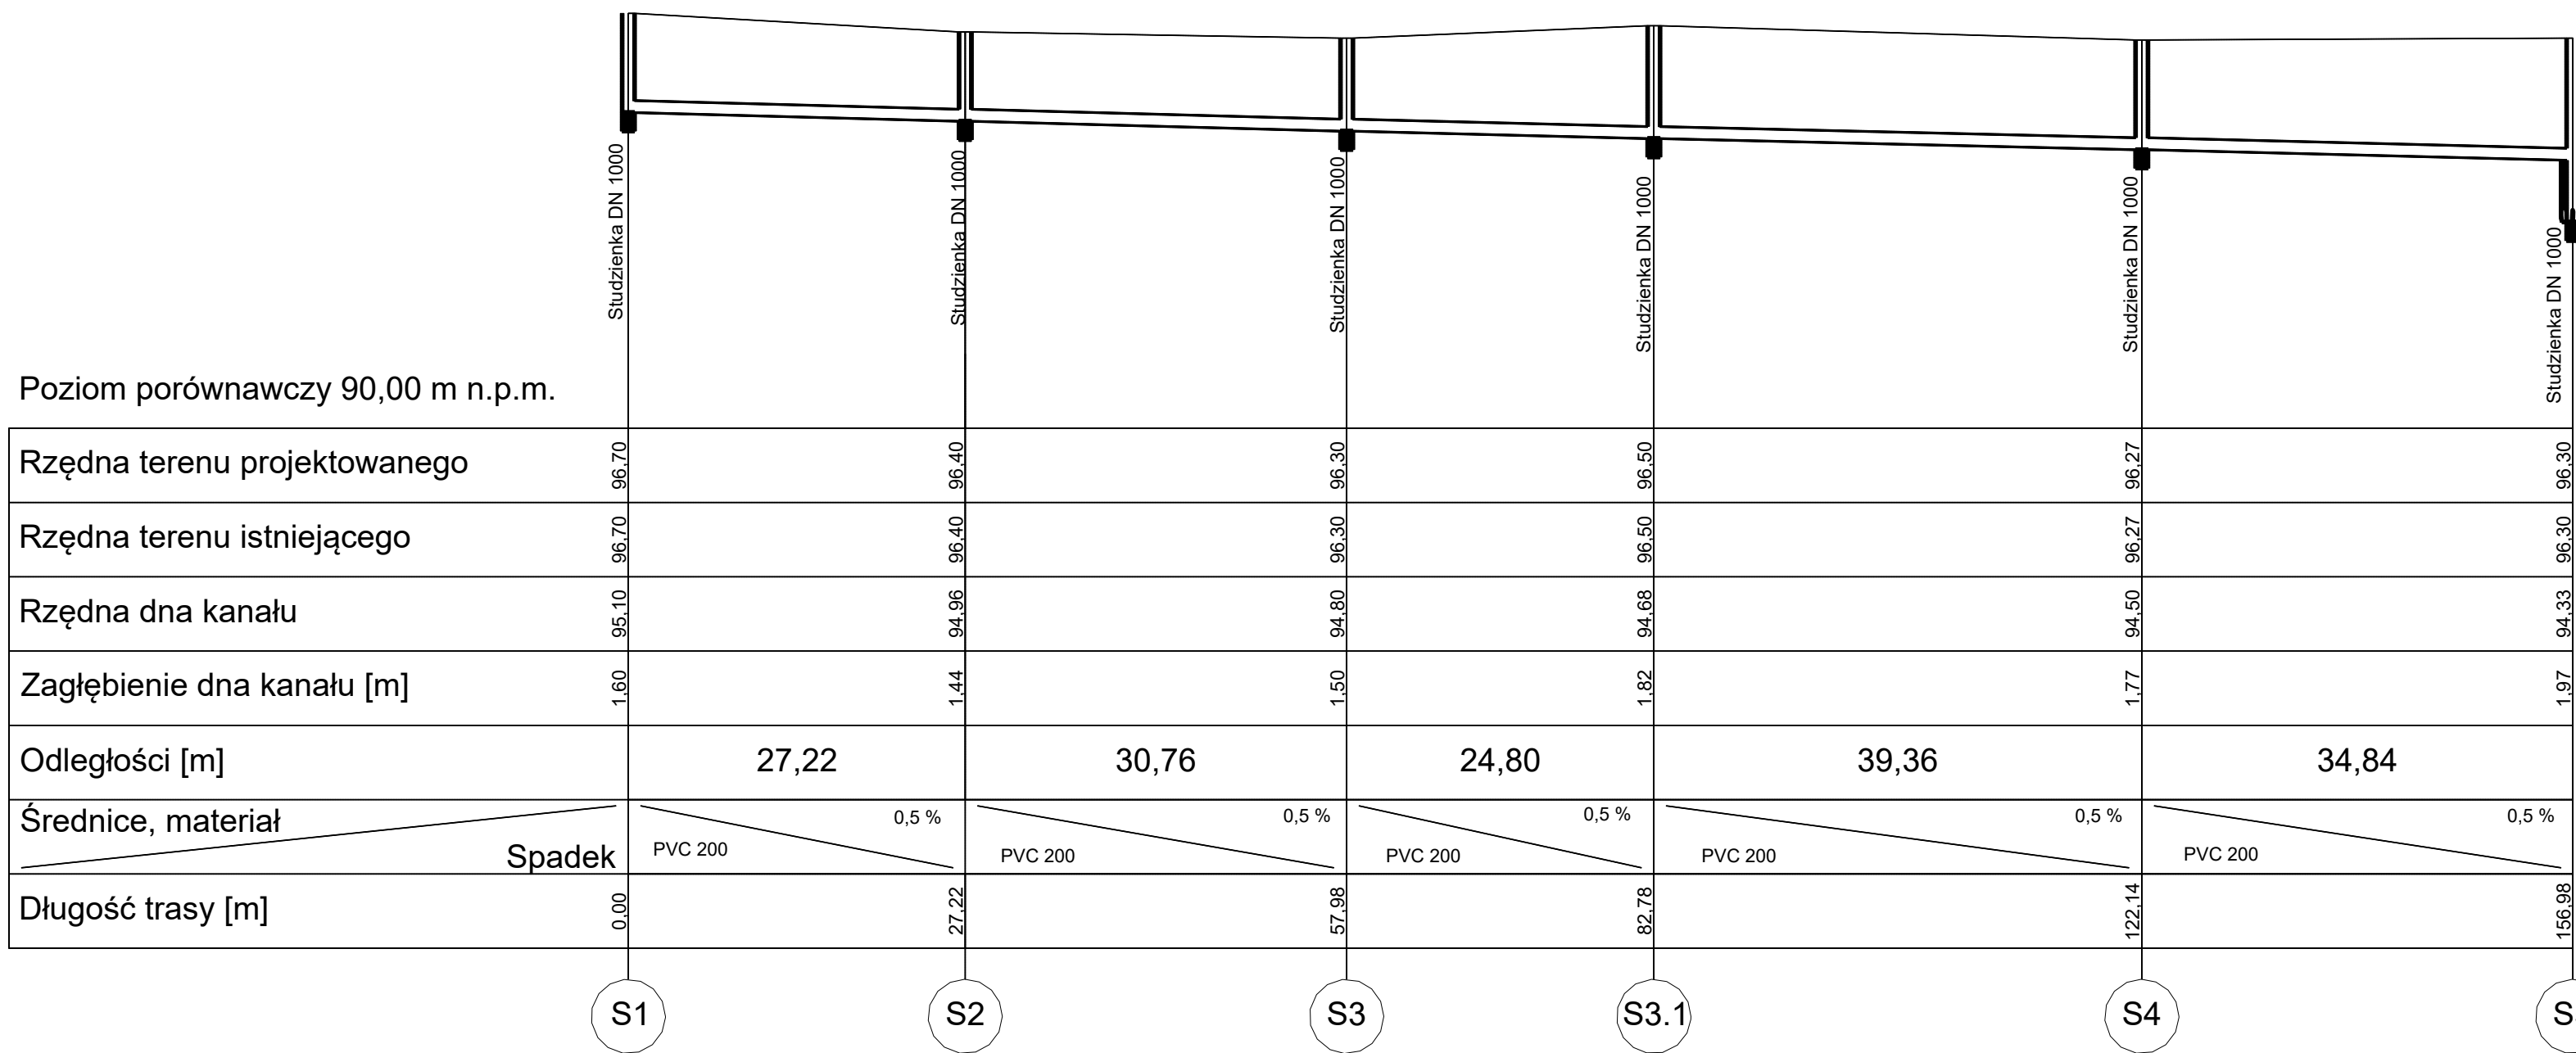 Studzienka DN 1000
Studzienka DN 1000
Studzienka DN 1000
Studzienka DN 1000
Studzienka DN 1000
Studzienka DN 1000
Poziom porównawczy 90,00 m n.p.m.
Rzędna terenu projektowanego 96,70 96,40 96,30 96,50 96,27 96,30
Rzędna terenu istniejącego 96,70 96,40 96,30 96,50 96,27 96,30
Rzędna dna kanału 95,10 94,96 94,80 94,68 94,50 94,33
Zagłębienie dna kanału [m] 1,60 1,44 1,50 1,82 1,77 1,97
Odległości [m] 27,22 30,76 24,80 39,36 34,84
Średnice, materiał 0,5 % 0,5 % 0,5 % 0,5 % 0,5 %
Spadek PVC 200 PVC 200 PVC 200 PVC 200 PVC 200
Długość trasy [m] 0,00 27,22 57,98 82,78 122,14 156,98
S1 S2 S3 S3.1 S4 S